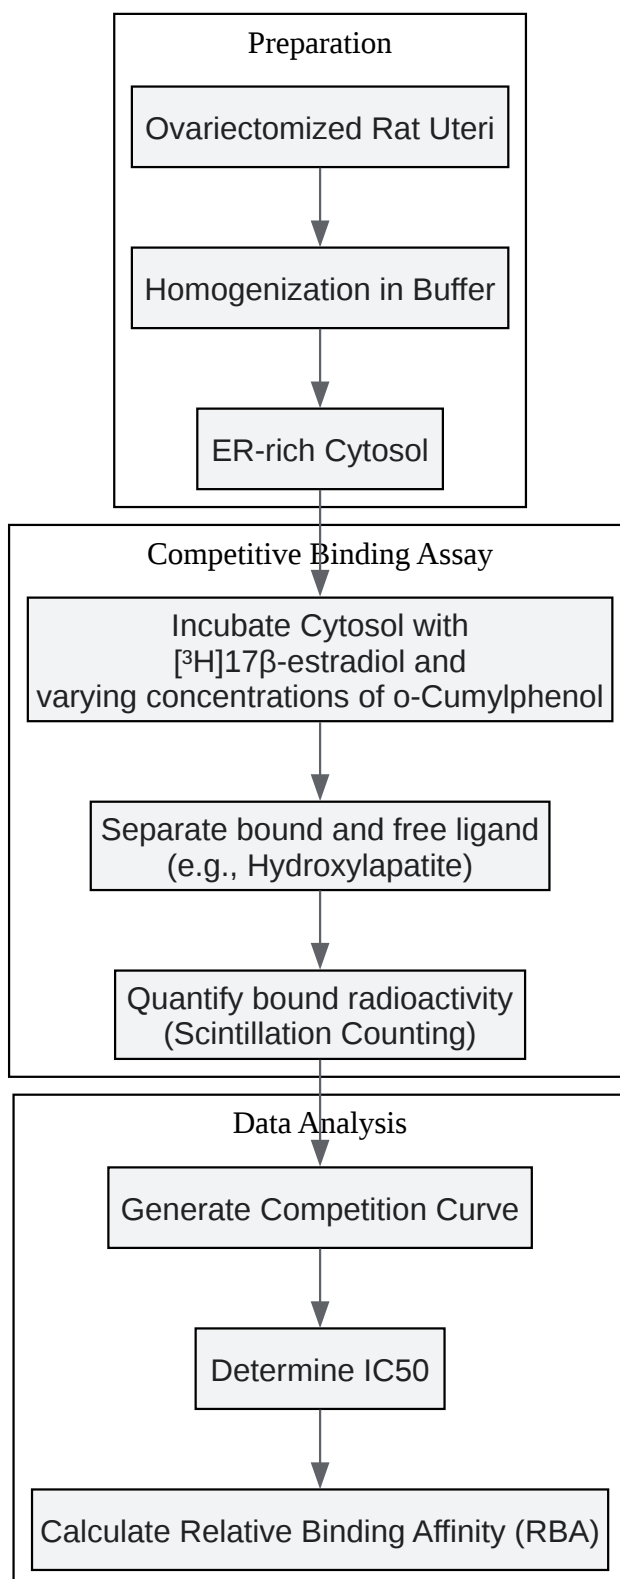 Preparation
Ovariectomized Rat Uteri
Homogenization in Buffer
ER-rich Cytosol
Competitive Binding Assay
Incubate Cytosol with
[³H]17β-estradiol and
varying concentrations of o-Cumylphenol
Separate bound and free ligand
(e.g., Hydroxylapatite)
Quantify bound radioactivity
(Scintillation Counting)
Data Analysis
Generate Competition Curve
Determine IC50
Calculate Relative Binding Affinity (RBA)